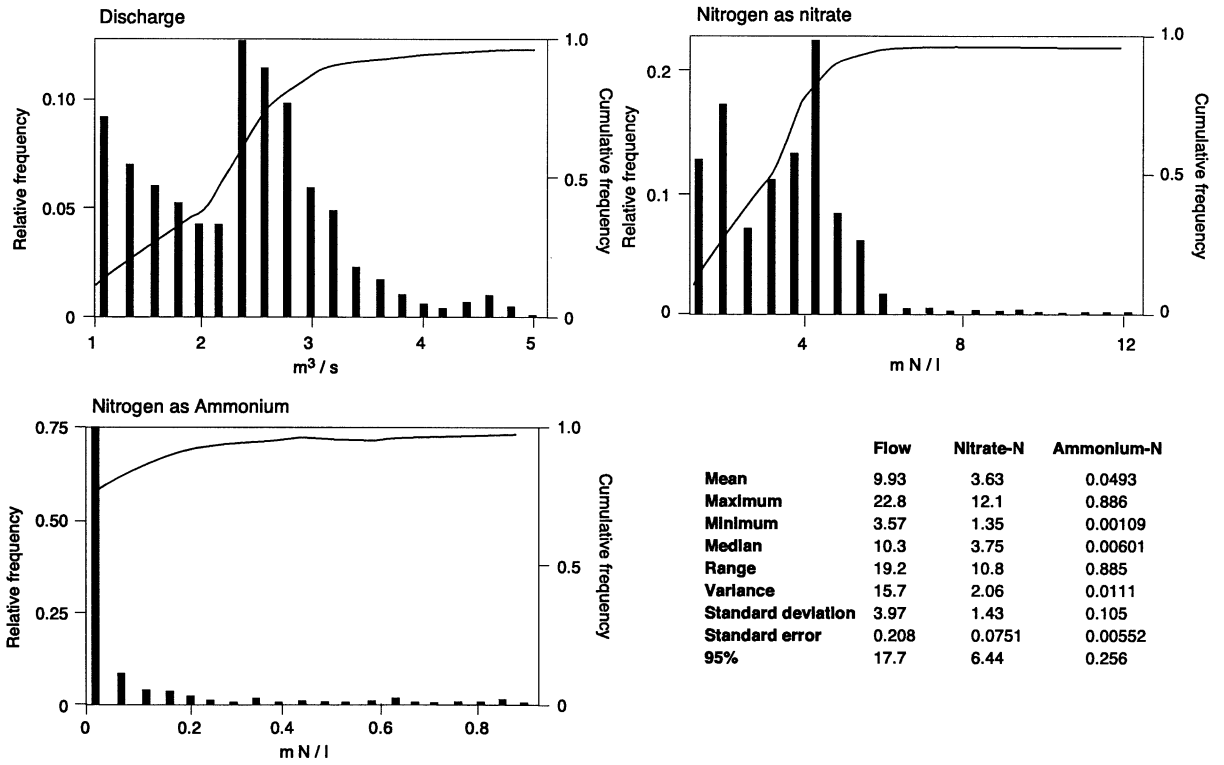 Discharge
1.0
0.10
0.5
0.05
0
0
Relative frequency
Cumulative frequency
1 2 3 4 5
m³ / s
Nitrogen as nitrate
1.0
0.2
0.5
0.1
0
0
Relative frequency
Cumulative frequency
4 8 12
m N / l
Nitrogen as Ammonium
0.75
1.0
0.50
0.5
0.25
0
0
Relative frequency
Cumulative frequency
0 0.2 0.4 0.6 0.8
m N / l
Flow Nitrate-N Ammonium-N
Mean 9.93 3.63 0.0493
Maximum 22.8 12.1 0.886
Minimum 3.57 1.35 0.00109
Median 10.3 3.75 0.00601
Range 19.2 10.8 0.885
Variance 15.7 2.06 0.0111
Standard deviation 3.97 1.43 0.105
Standard error 0.208 0.0751 0.00552
95% 17.7 6.44 0.256